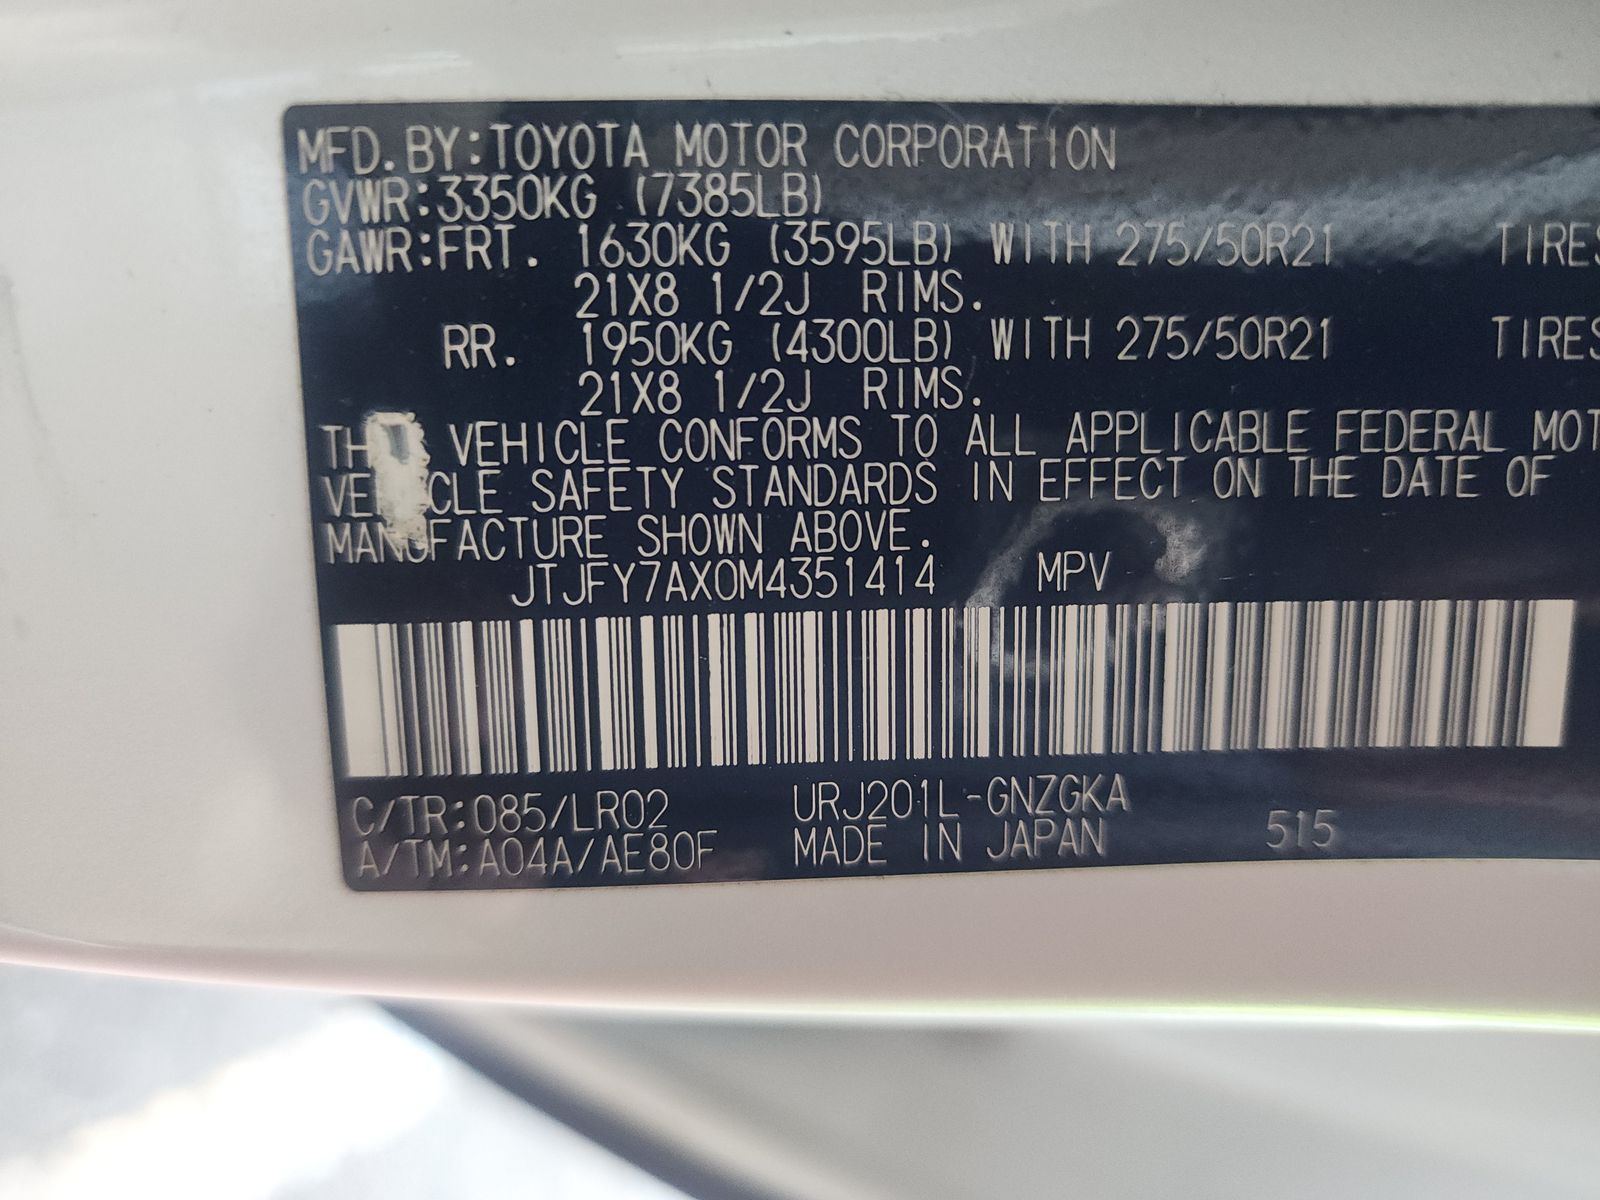 MFD.BY:TOYOTA MOTOR CORPORATION
GVWR:3350KG (7385LB)
GAWR:FRT. 1630KG (3595LB) WITH 275/50R21 TIRES
21X8 1/2J RIMS.
RR. 1950KG (4300LB) WITH 275/50R21 TIRES
21X8 1/2J RIMS.
VEHICLE CONFORMS TO ALL APPLICABLE FEDERAL MOT
SAFETY STANDARDS IN EFFECT ON THE DATE OF
MANUFACTURE SHOWN ABOVE.
JTJFY7AX0M4351414 MPV
C/TR:085/LR02 URJ201L-GNZGKA
A/TM:A04A/AE80F MADE IN JAPAN 515